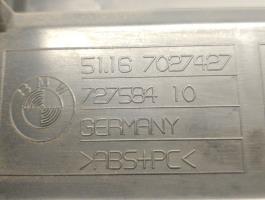 BMW
51.16 7027427
727584 10
GERMANY
>ABS+PC<